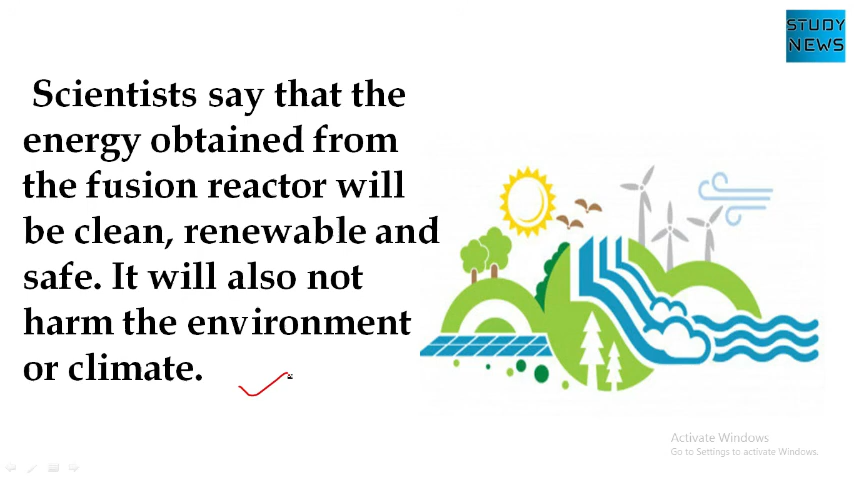 STUDY
NEWS
Scientists say that the
energy obtained from
the fusion reactor will
be clean, renewable and
safe. It will also not
harm the environment
or climate.
Activate Windows
Go to Settings to activate Windows.